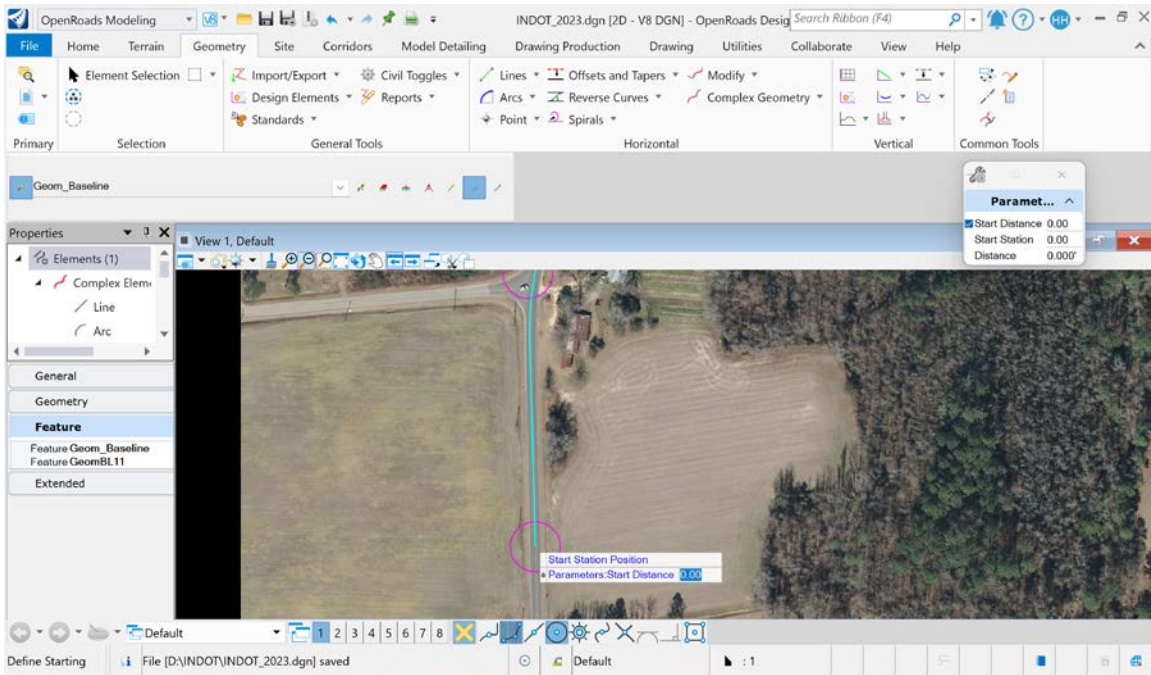 OpenRoads Modeling
INDOT_2023.dgn [2D - V8 DGN] - OpenRoads Desig
Search Ribbon (F4)
HH
File Home Terrain Geometry Site Corridors Model Detailing Drawing Production Drawing Utilities Collaborate View Help
Element Selection
Import/Export Civil Toggles
Lines Offsets and Tapers Modify
Design Elements Reports
Arcs Reverse Curves Complex Geometry
Standards
Point Spirals
Primary Selection General Tools Horizontal Vertical Common Tools
Geom_Baseline
Paramet...
Start Distance 0.00
Start Station 0.00
Distance 0.000'
Properties
View 1, Default
Elements (1)
Complex Eleme
Line
Arc
General
Geometry
Feature
Feature Geom_Baseline
Feature GeomBL11
Extended
Start Station Position
Parameters:Start Distance 0.00
Default
1 2 3 4 5 6 7 8
Define Starting
File [D:\INDOT\INDOT_2023.dgn] saved
Default
: 1